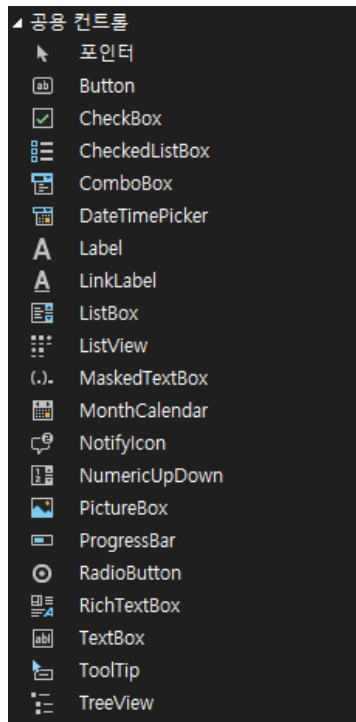 공용 컨트롤
포인터
Button
CheckBox
CheckedListBox
ComboBox
DateTimePicker
Label
LinkLabel
ListBox
ListView
MaskedTextBox
MonthCalendar
NotifyIcon
NumericUpDown
PictureBox
ProgressBar
RadioButton
RichTextBox
TextBox
ToolTip
TreeView